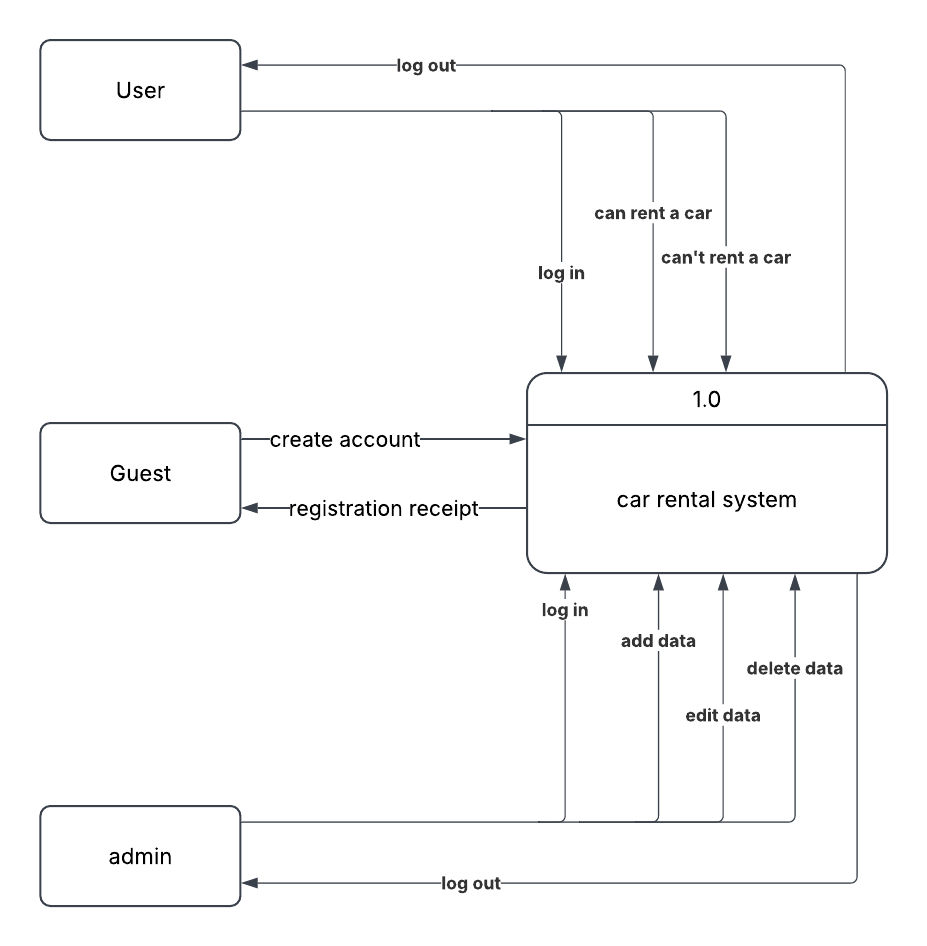 User
log out
can rent a car
can't rent a car
log in
1.0
create account
Guest
car rental system
registration receipt
log in
add data
delete data
edit data
admin
log out